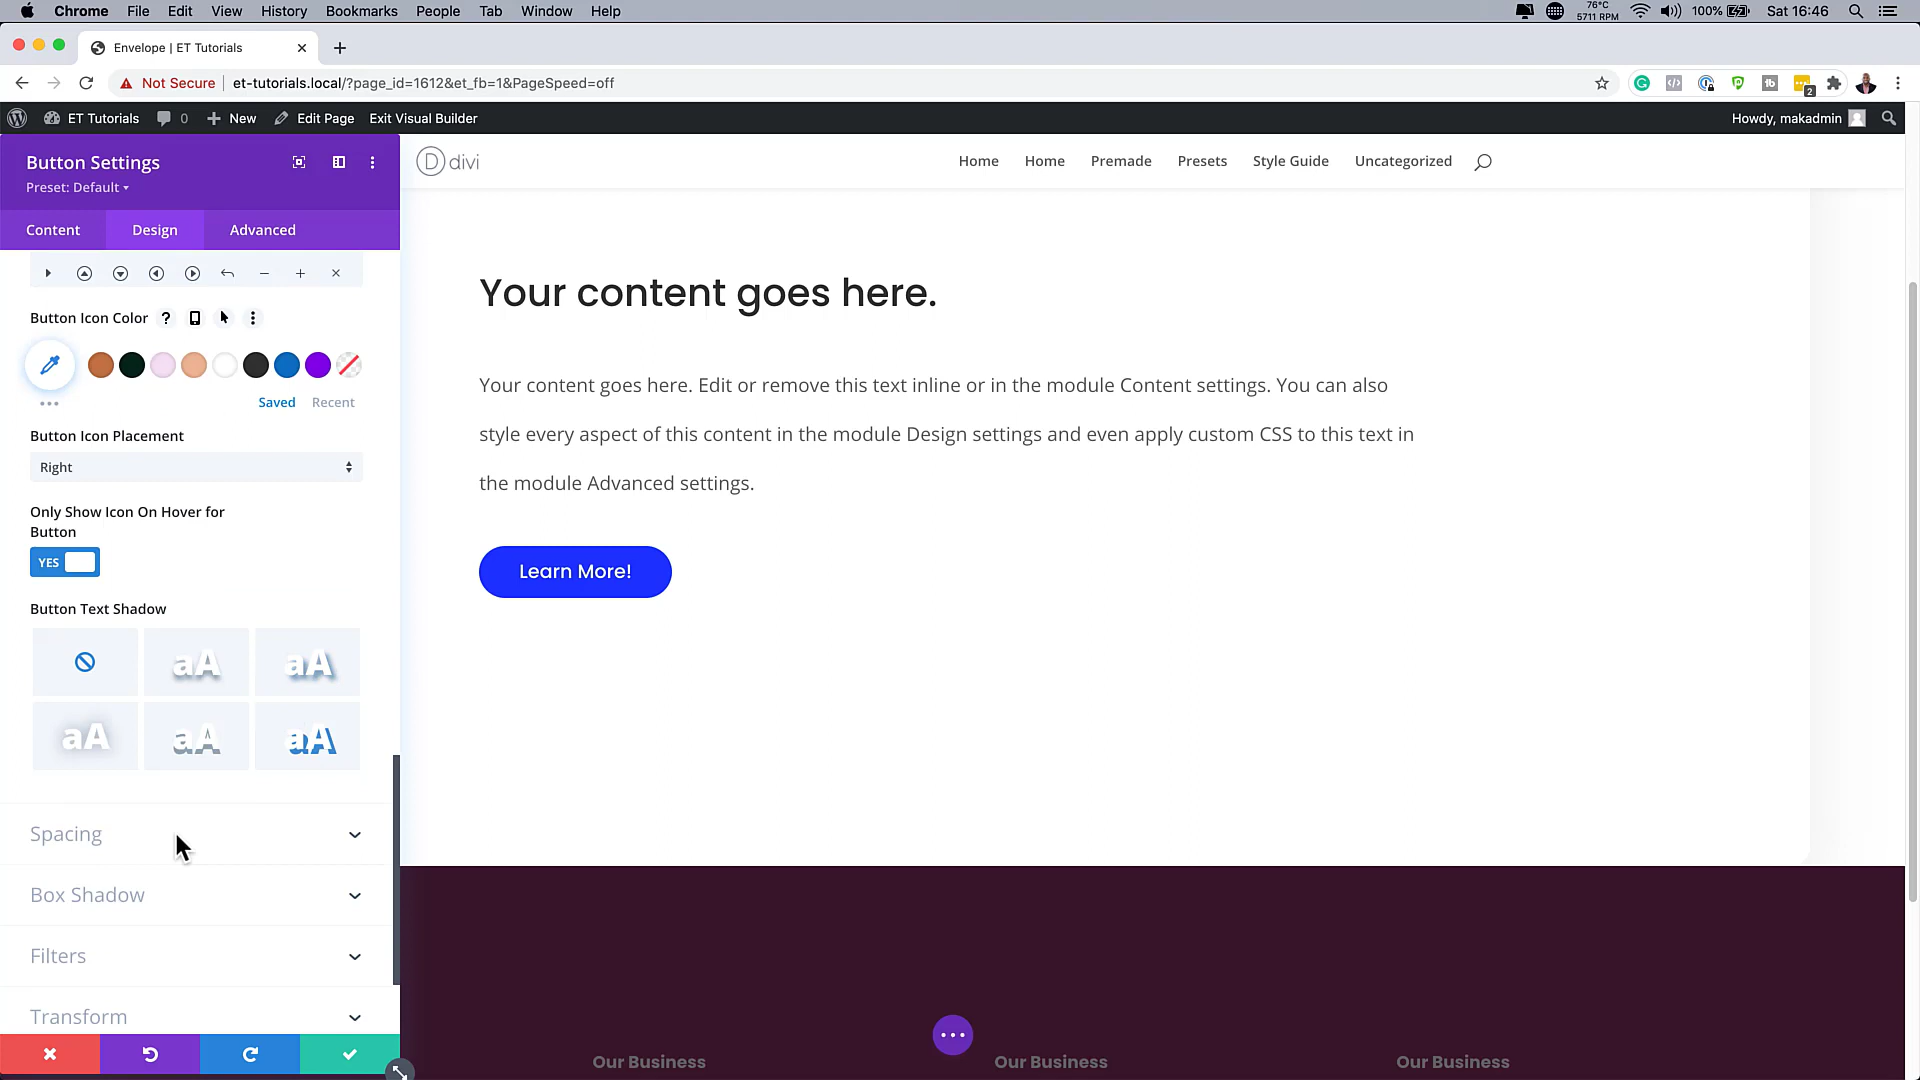 Chrome File Edit View History Bookmarks People Tab Window Help
76°C
5711 RPM
100%
Sat 16:46
Envelope | ET Tutorials
Not Secure
et-tutorials.local/?page_id=1612&et_fb=1&PageSpeed=off
2
ET Tutorials 0 New Edit Page Exit Visual Builder
Howdy, makadmin
Button Settings
Preset: Default
Content Design Advanced
D divi
Home Home Premade Presets Style Guide Uncategorized
Button Icon Color ?
Saved Recent
Button Icon Placement
Right
Only Show Icon On Hover for
Button
YES
Button Text Shadow
aA aA
aA aA aA
Spacing
Box Shadow
Filters
Transform
Your content goes here.
Your content goes here. Edit or remove this text inline or in the module Content settings. You can also
style every aspect of this content in the module Design settings and even apply custom CSS to this text in
the module Advanced settings.
Learn More!
Our Business Our Business Our Business